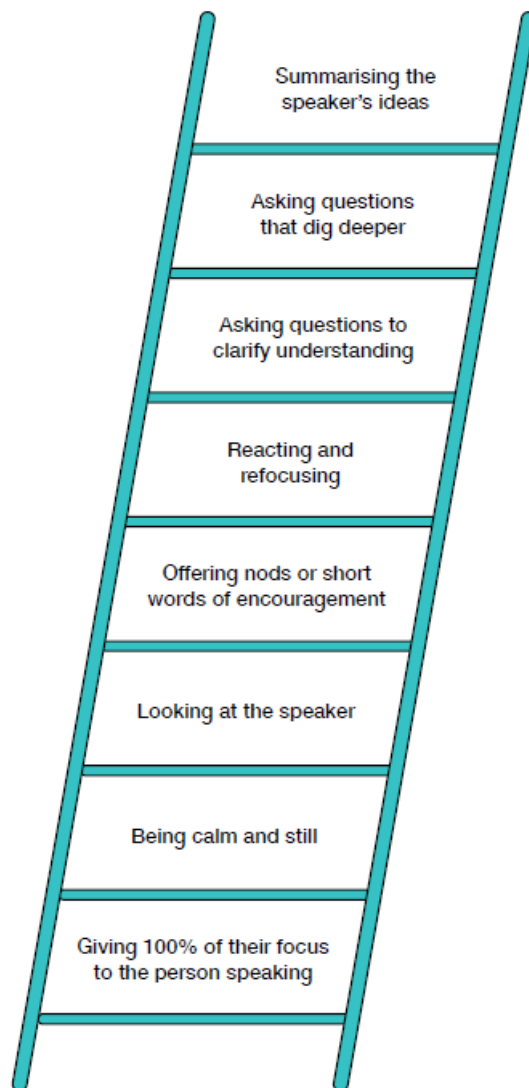 Summarising the
speaker's ideas
Asking questions
that dig deeper
Asking questions to
clarify understanding
Reacting and
refocusing
Offering nods or short
words of encouragement
Looking at the speaker
Being calm and still
Giving 100% of their focus
to the person speaking